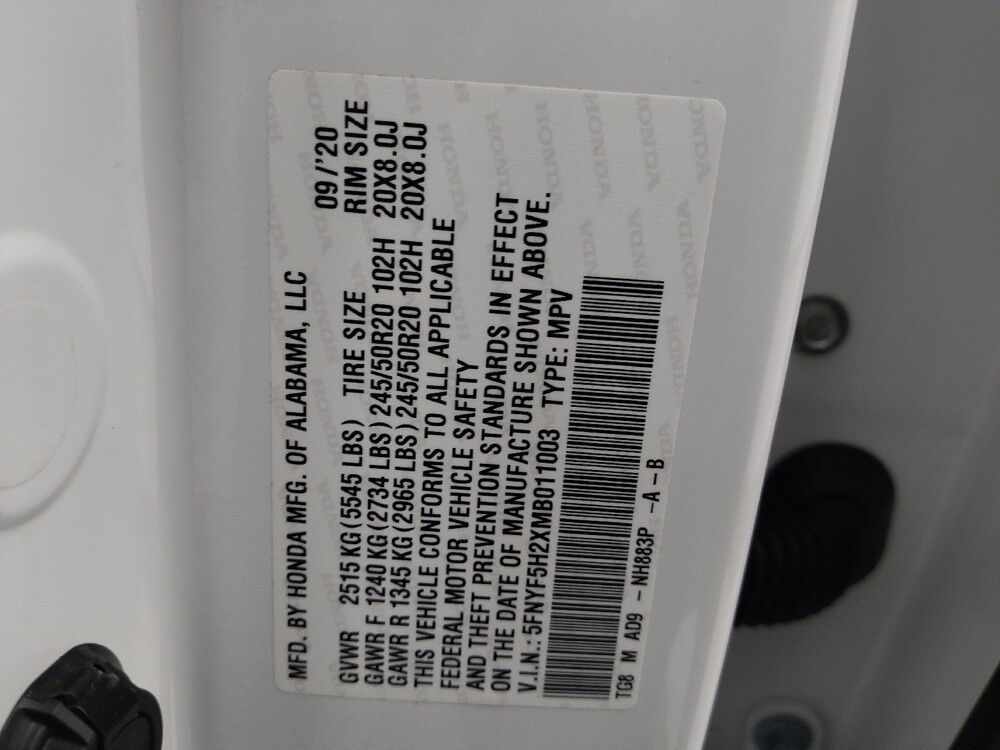 MFD. BY HONDA MFG. OF ALABAMA, LLC 09/'20
GVWR 2515 KG (5545 LBS) TIRE SIZE RIM SIZE
GAWR F 1240 KG (2734 LBS) 245/50R20 102H 20X8.0J
GAWR R 1345 KG (2965 LBS) 245/50R20 102H 20X8.0J
THIS VEHICLE CONFORMS TO ALL APPLICABLE
FEDERAL MOTOR VEHICLE SAFETY
AND THEFT PREVENTION STANDARDS IN EFFECT
ON THE DATE OF MANUFACTURE SHOWN ABOVE.
V.I.N.: 5FNYF5H2XMB011003 TYPE: MPV
TG8 M AD9 - NH883P -A-B